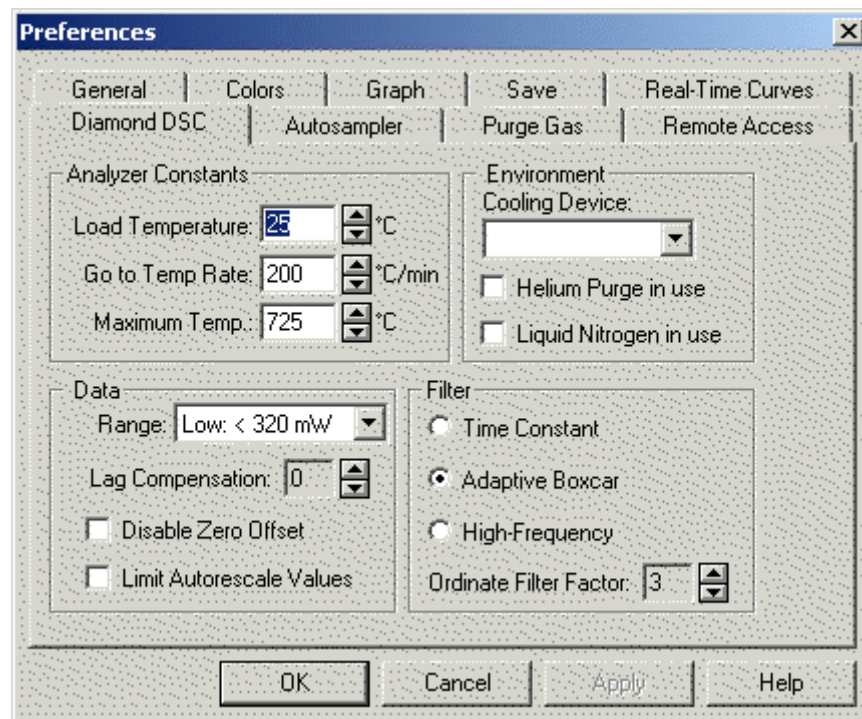 Preferences
General Colors Graph Save Real-Time Curves
Diamond DSC Autosampler Purge Gas Remote Access
Analyzer Constants
Load Temperature: 25 °C
Go to Temp Rate: 200 °C/min
Maximum Temp.: 725 °C
Environment
Cooling Device:
Helium Purge in use
Liquid Nitrogen in use
Data
Range: Low: < 320 mW
Lag Compensation: 0
Disable Zero Offset
Limit Autorescale Values
Filter
Time Constant
Adaptive Boxcar
High-Frequency
Ordinate Filter Factor: 3
OK Cancel Apply Help